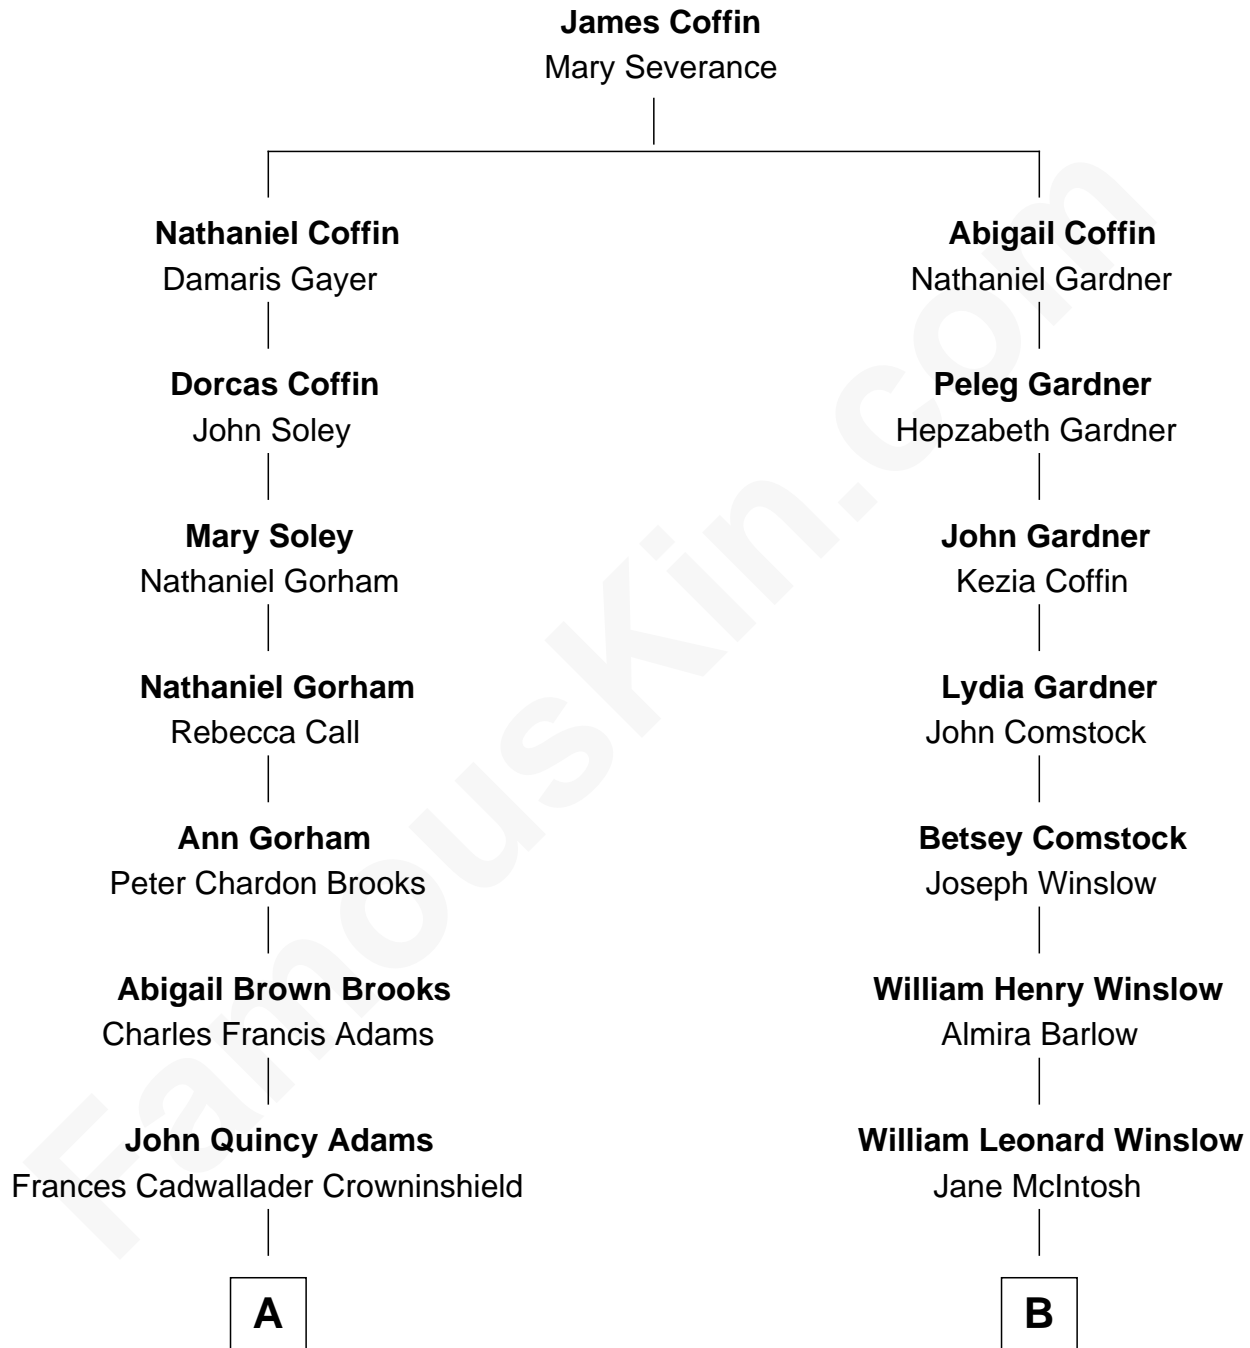 James Coffin
Mary Severance
Nathaniel Coffin
Damaris Gayer
Abigail Coffin
Nathaniel Gardner
Dorcas Coffin
John Soley
Peleg Gardner
Hepzabeth Gardner
Mary Soley
Nathaniel Gorham
John Gardner
Kezia Coffin
Nathaniel Gorham
Rebecca Call
Lydia Gardner
John Comstock
Ann Gorham
Peter Chardon Brooks
Betsey Comstock
Joseph Winslow
Abigail Brown Brooks
Charles Francis Adams
William Henry Winslow
Almira Barlow
John Quincy Adams
Frances Cadwallader Crowninshield
William Leonard Winslow
Jane McIntosh
A
B
FamousKin.com